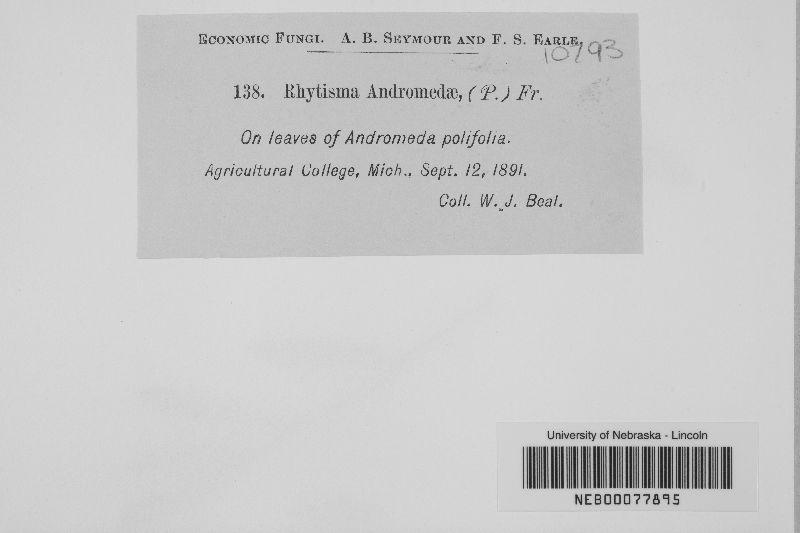 Economic Fungi. A. B. Seymour and F. S. Earle.
10793
138. Rhytisma Andromedæ, (P.) Fr.
On leaves of Andromeda polifolia.
Agricultural College, Mich., Sept. 12, 1891.
Coll. W. J. Beal.
University of Nebraska - Lincoln
NEB00077895